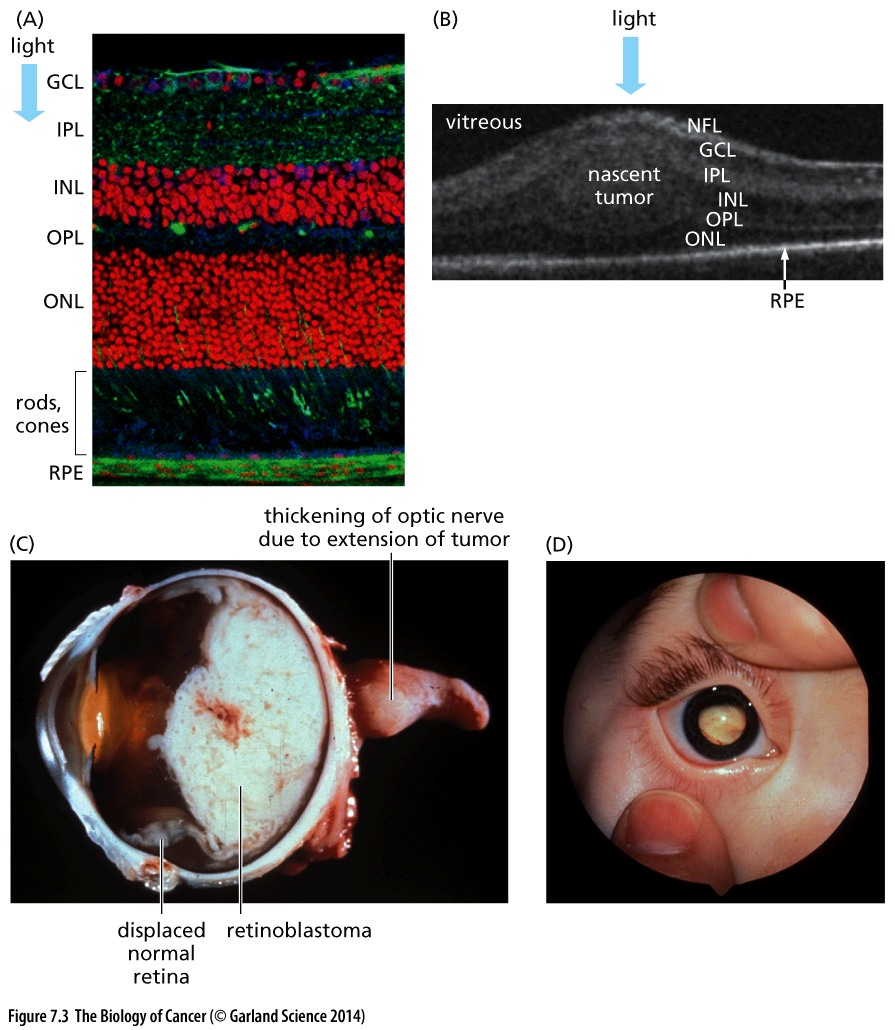 (A)
light
GCL
IPL
INL
OPL
ONL
rods,
cones
RPE
(B)
light
vitreous
NFL
GCL
IPL
INL
OPL
ONL
nascent
tumor
RPE
thickening of optic nerve
due to extension of tumor
(C)
displaced
normal
retina
retinoblastoma
(D)
Figure 7.3 The Biology of Cancer (© Garland Science 2014)